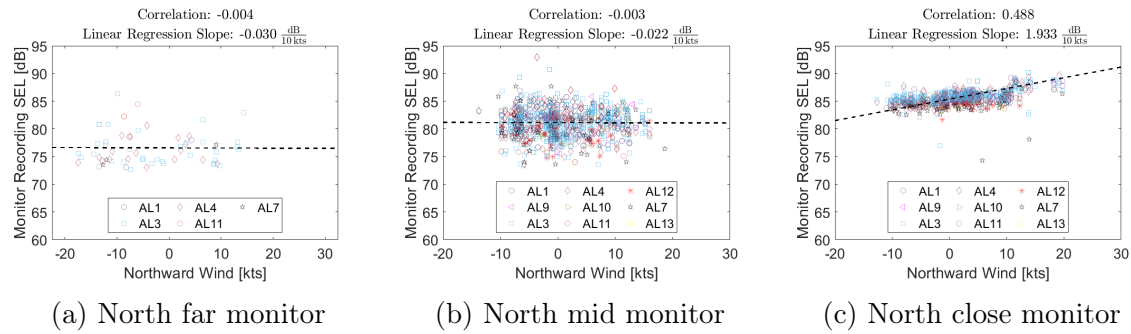 Correlation: -0.004
Linear Regression Slope: -0.030 dB/10 kts
Monitor Recording SEL [dB]
95
90
85
80
75
70
65
60
AL1 AL4 AL7
AL3 AL11
-20 -10 0 10 20 30
Northward Wind [kts]
(a) North far monitor
Correlation: -0.003
Linear Regression Slope: -0.022 dB/10 kts
Monitor Recording SEL [dB]
95
90
85
80
75
70
65
60
AL1 AL4 AL12
AL9 AL10 AL7
AL3 AL11 AL13
-20 -10 0 10 20 30
Northward Wind [kts]
(b) North mid monitor
Correlation: 0.488
Linear Regression Slope: 1.933 dB/10 kts
Monitor Recording SEL [dB]
95
90
85
80
75
70
65
60
AL1 AL4 AL12
AL9 AL10 AL7
AL3 AL11 AL13
-20 -10 0 10 20 30
Northward Wind [kts]
(c) North close monitor